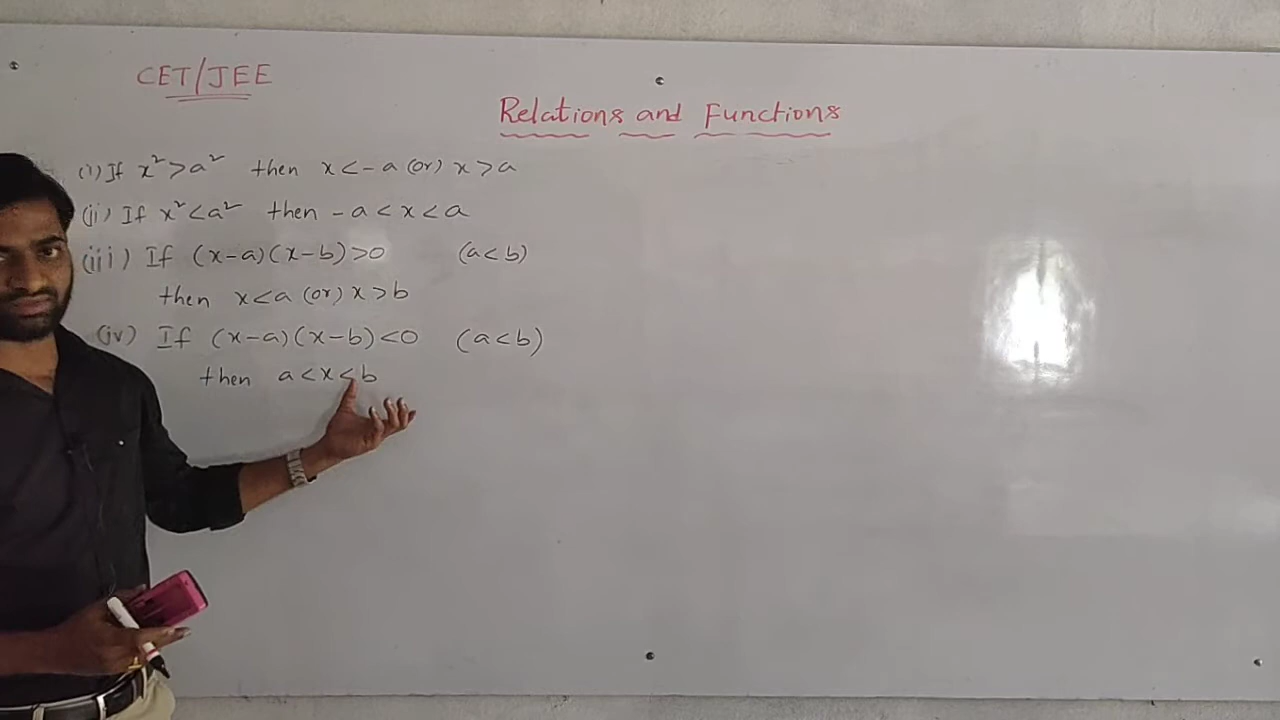 CET/JEE
Relations and Functions
(i) If x² > a² then x < -a (or) x > a
(ii) If x² < a² then -a < x < a
(iii) If (x-a)(x-b) > 0 (a < b)
then x < a (or) x > b
(iv) If (x-a)(x-b) < 0 (a < b)
then a < x < b